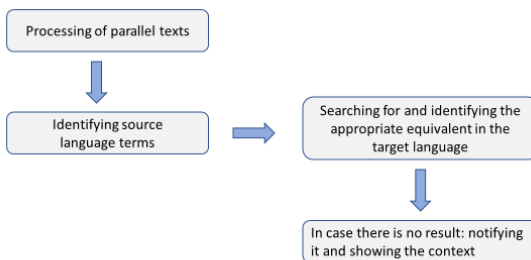 Processing of parallel texts
Identifying source
language terms
Searching for and identifying the
appropriate equivalent in the
target language
In case there is no result: notifying
it and showing the context